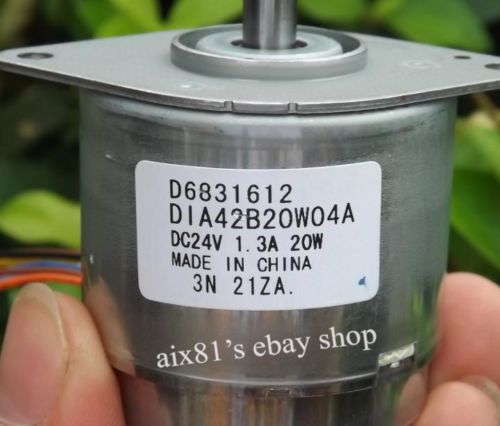 D6831612
DIA42B20W04A
DC24V 1.3A 20W
MADE IN CHINA
3N 21ZA.
aix81's ebay shop